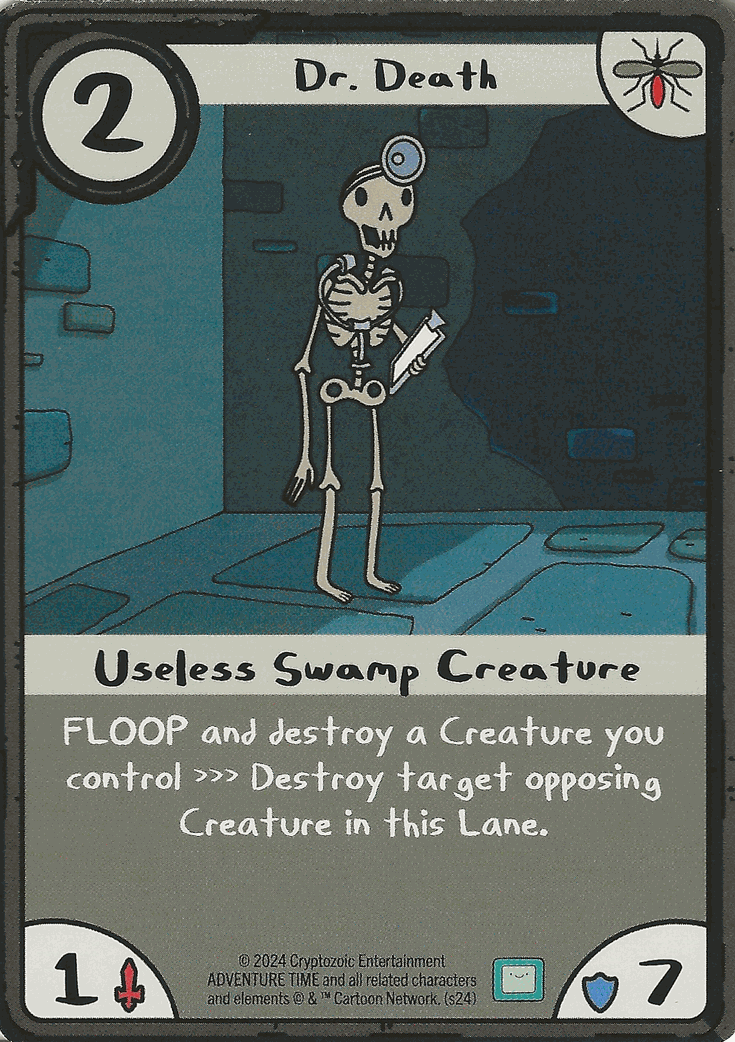 2
Dr. Death
Useless Swamp Creature
FLOOP and destroy a Creature you
control >>> Destroy target opposing
Creature in this Lane.
1
© 2024 Cryptozoic Entertainment
ADVENTURE TIME and all related characters
and elements © & ™ Cartoon Network. (s24)
7